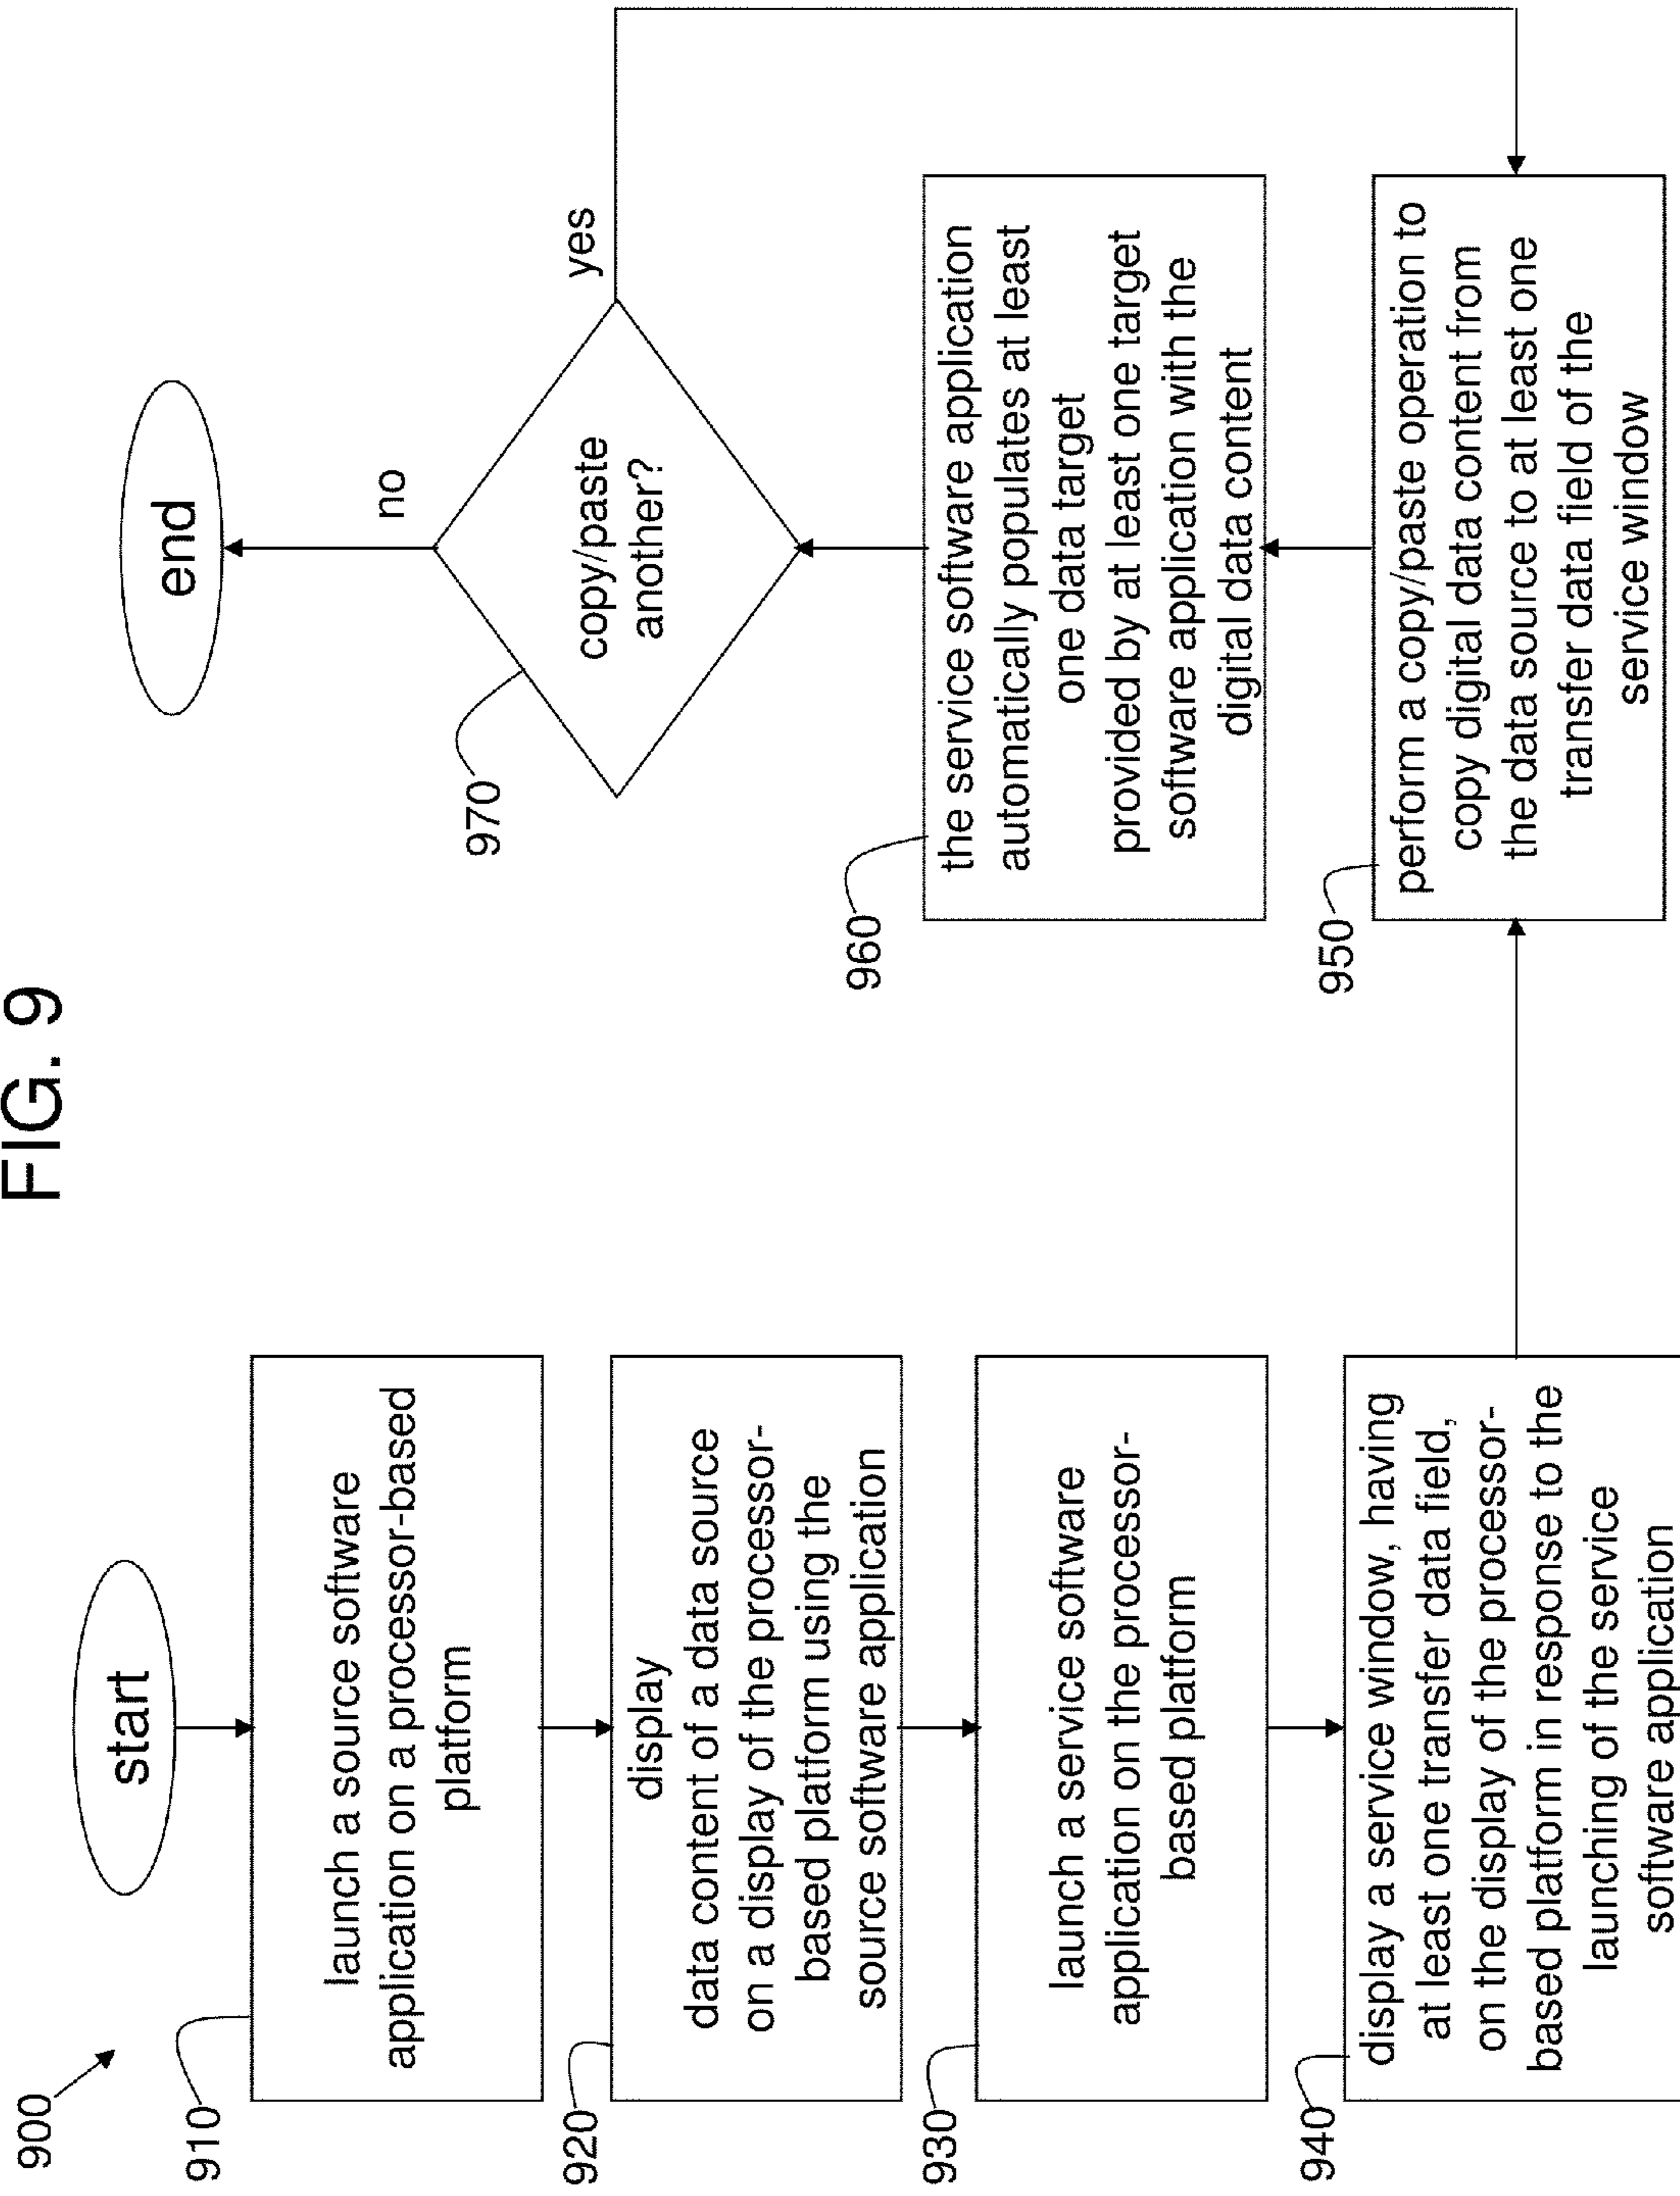 FIG. 9
900
start
910
launch a source software
application on a processor-based
platform
920
display
data content of a data source
on a display of the processor-
based platform using the
source software application
930
launch a service software
application on the processor-
based platform
940
display a service window, having
at least one transfer data field,
on the display of the processor-
based platform in response to the
launching of the service
software application
950
perform a copy/paste operation to
copy digital data content from
the data source to at least one
transfer data field of the
service window
960
the service software application
automatically populates at least
one data target
provided by at least one target
software application with the
digital data content
970
copy/paste
another?
yes
no
end